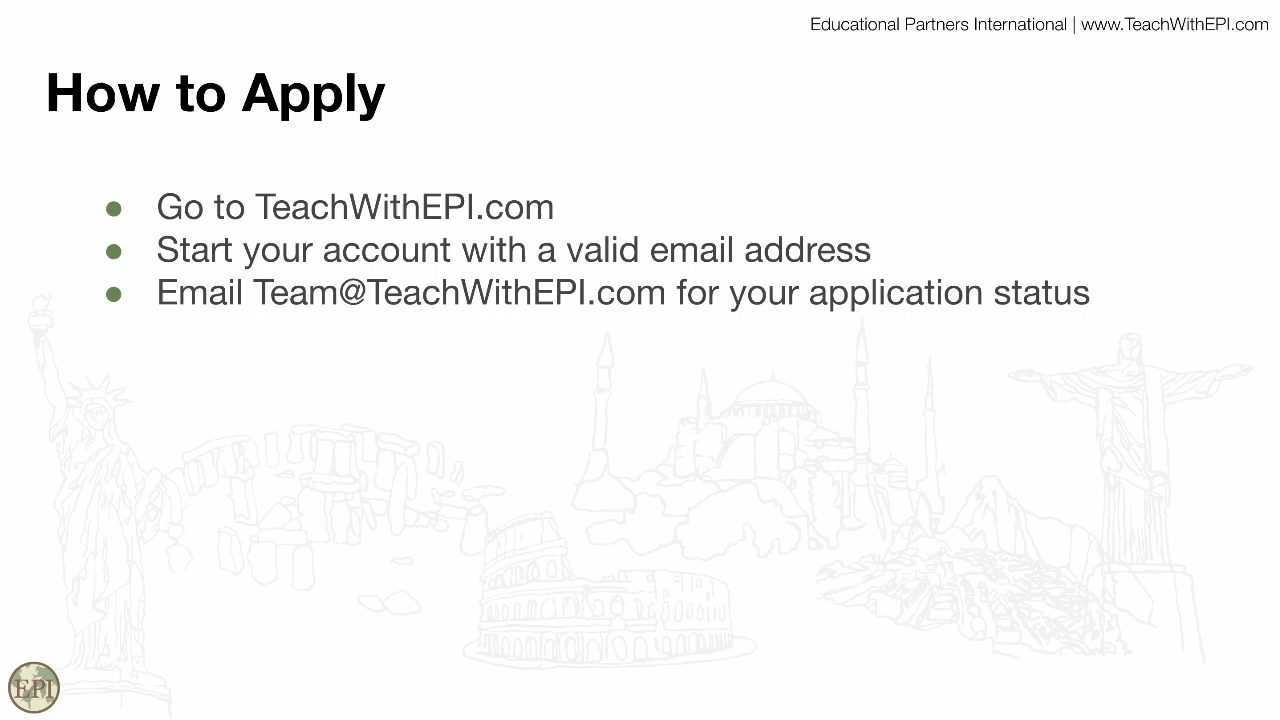 Educational Partners International | www.TeachWithEPI.com
How to Apply
● Go to TeachWithEPI.com
● Start your account with a valid email address
● Email Team@TeachWithEPI.com for your application status
EPI